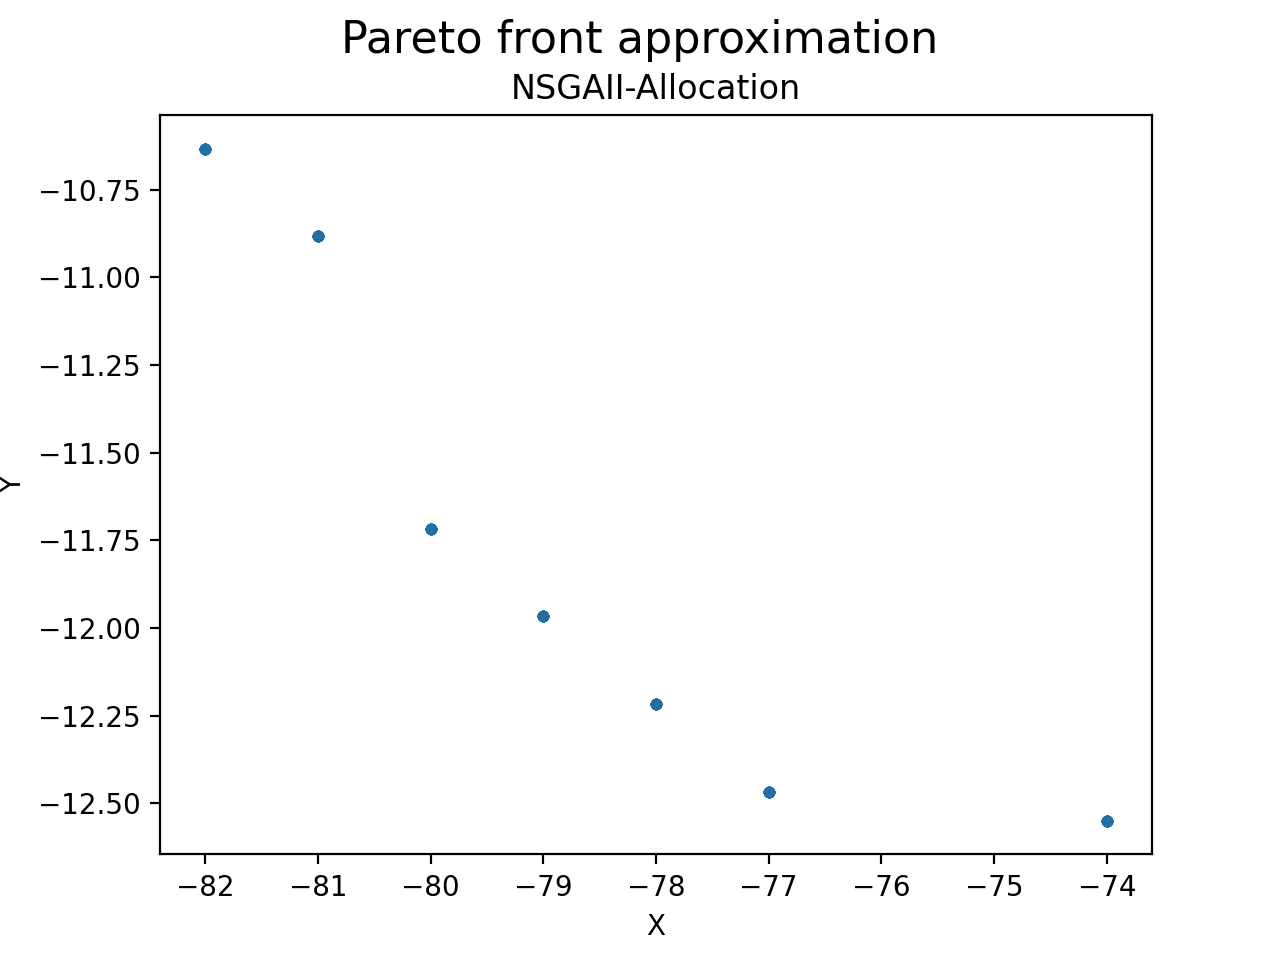 Pareto front approximation
NSGAII-Allocation
−10.75
−11.00
−11.25
−11.50
−11.75
−12.00
−12.25
−12.50
Y
−82 −81 −80 −79 −78 −77 −76 −75 −74
X